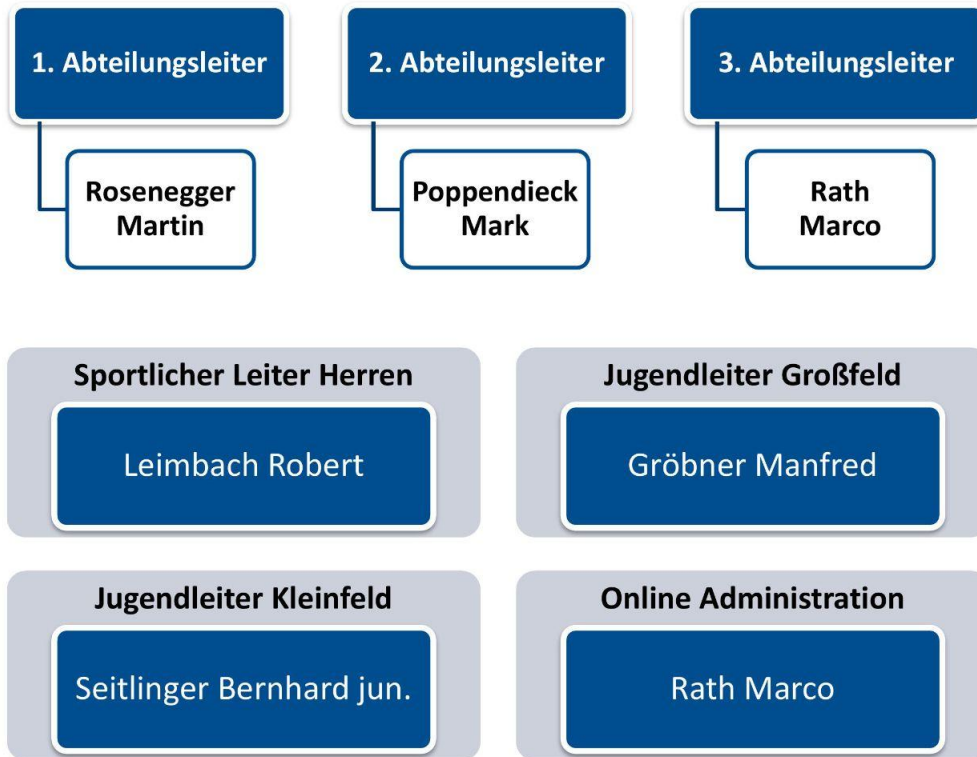 1. Abteilungsleiter
2. Abteilungsleiter
3. Abteilungsleiter
Rosenegger
Martin
Poppendieck
Mark
Rath
Marco
Sportlicher Leiter Herren
Leimbach Robert
Jugendleiter Großfeld
Gröbner Manfred
Jugendleiter Kleinfeld
Seitlinger Bernhard jun.
Online Administration
Rath Marco